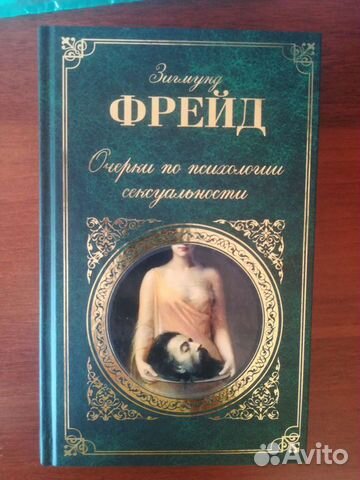 Зигмунд
ФРЕЙД
Очерки по психологии
сексуальности
Avito